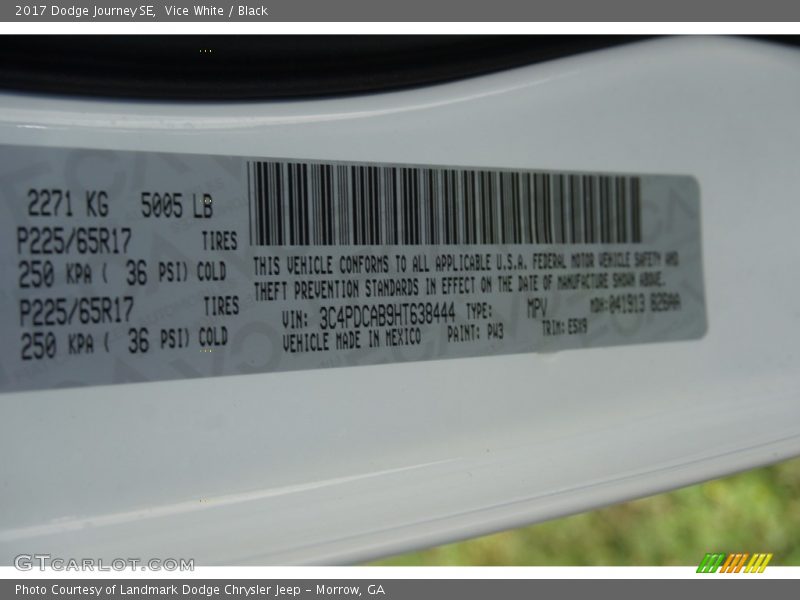 2017 Dodge Journey SE, Vice White / Black
2271 KG 5005 LB
P225/65R17 TIRES
250 KPA ( 36 PSI) COLD
P225/65R17 TIRES
250 KPA ( 36 PSI) COLD
THIS VEHICLE CONFORMS TO ALL APPLICABLE U.S.A. FEDERAL MOTOR VEHICLE SAFETY AND
THEFT PREVENTION STANDARDS IN EFFECT ON THE DATE OF MANUFACTURE SHOWN ABOVE.
VIN: 3C4PDCAB9HT638444 TYPE: MPV MDH:041913 
VEHICLE MADE IN MEXICO PAINT: PW3 TRIM:E5X9
GTCARLOT.COM
Photo Courtesy of Landmark Dodge Chrysler Jeep - Morrow, GA